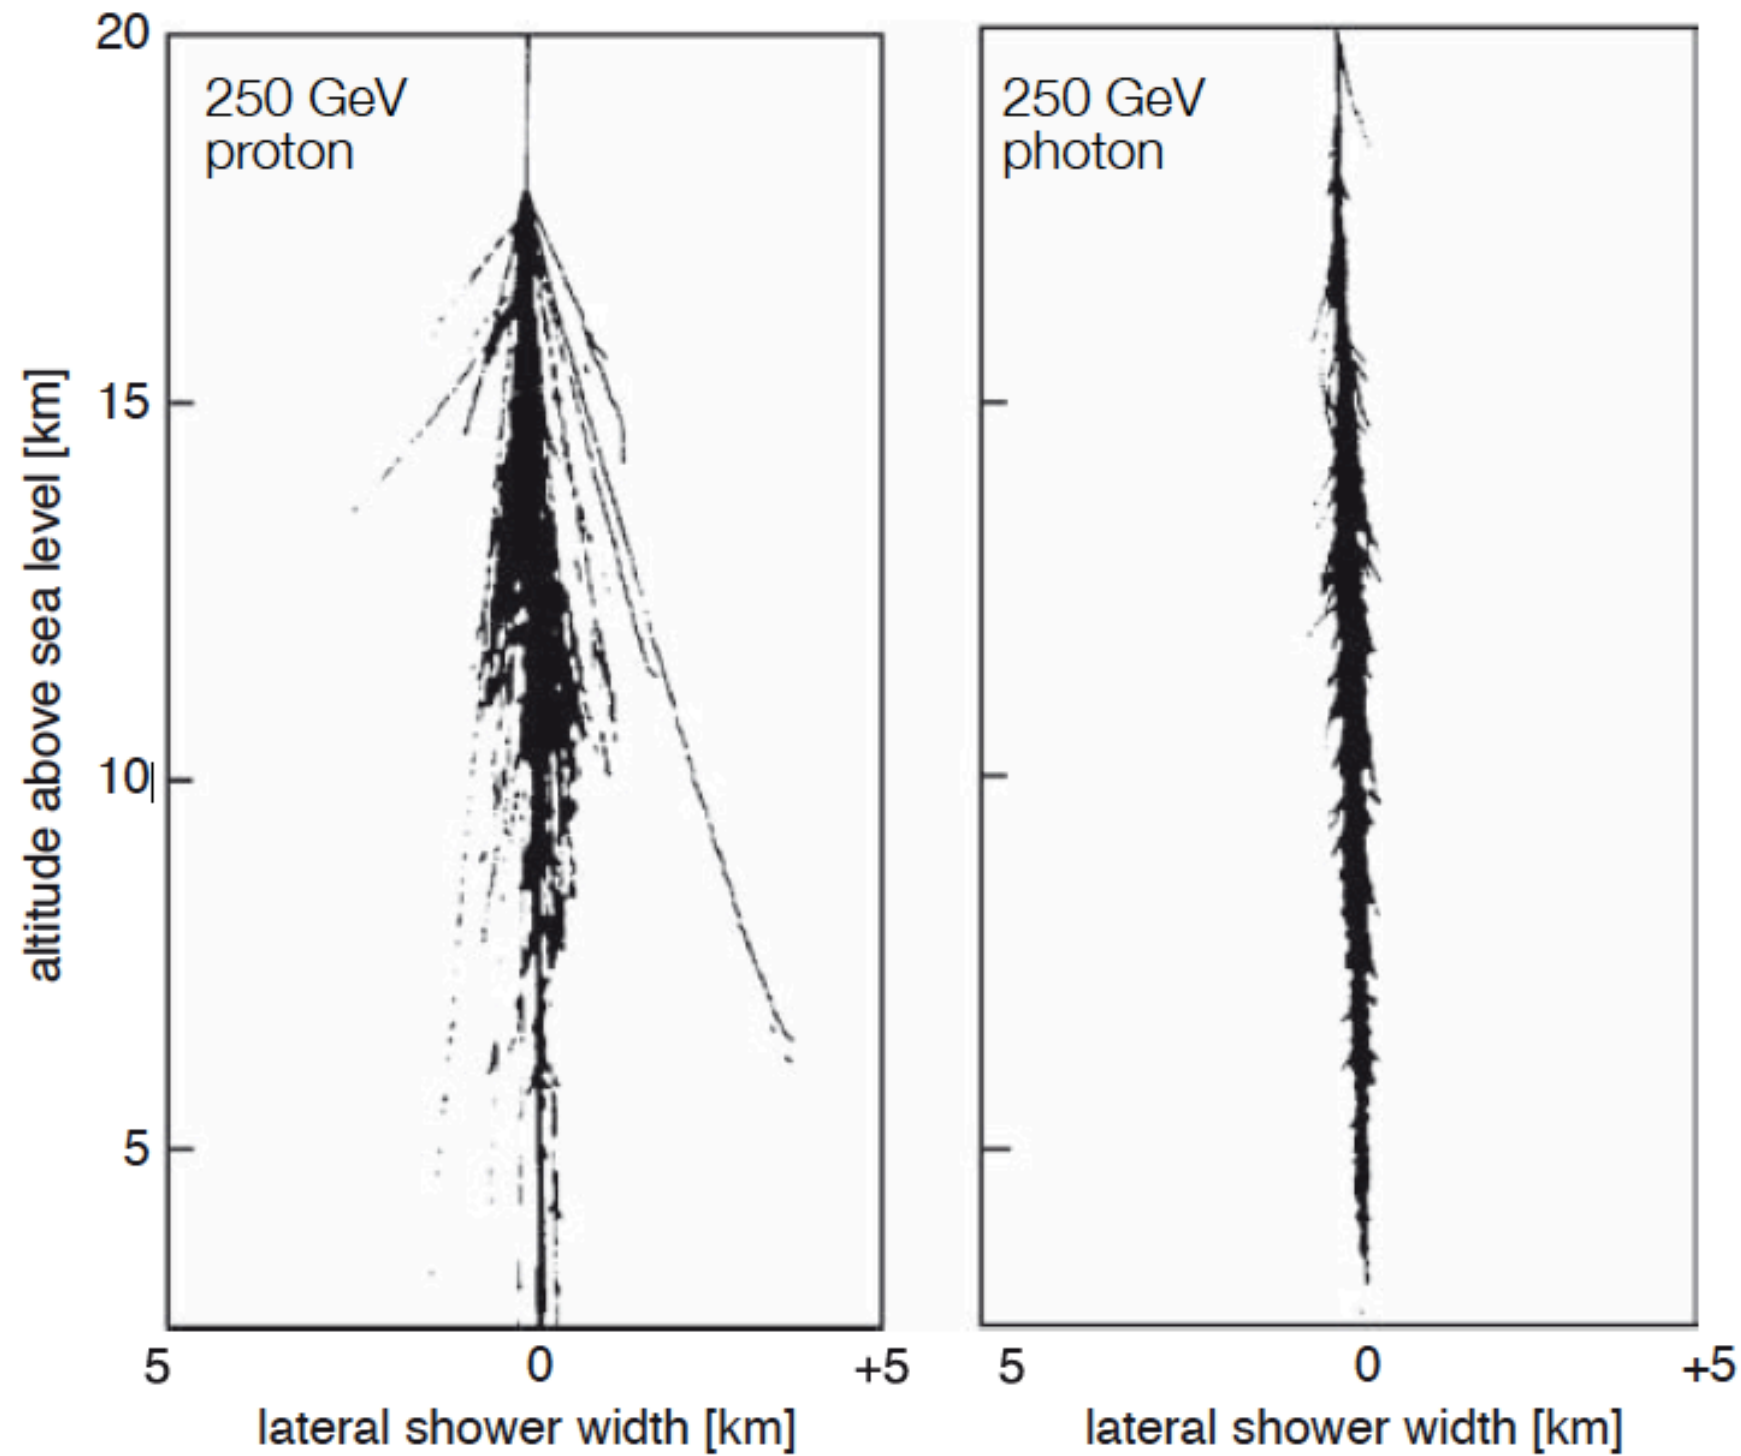 20
250 GeV
proton
15
10
5
altitude above sea level [km]
5 0 +5
lateral shower width [km]
250 GeV
photon
5 0 +5
lateral shower width [km]